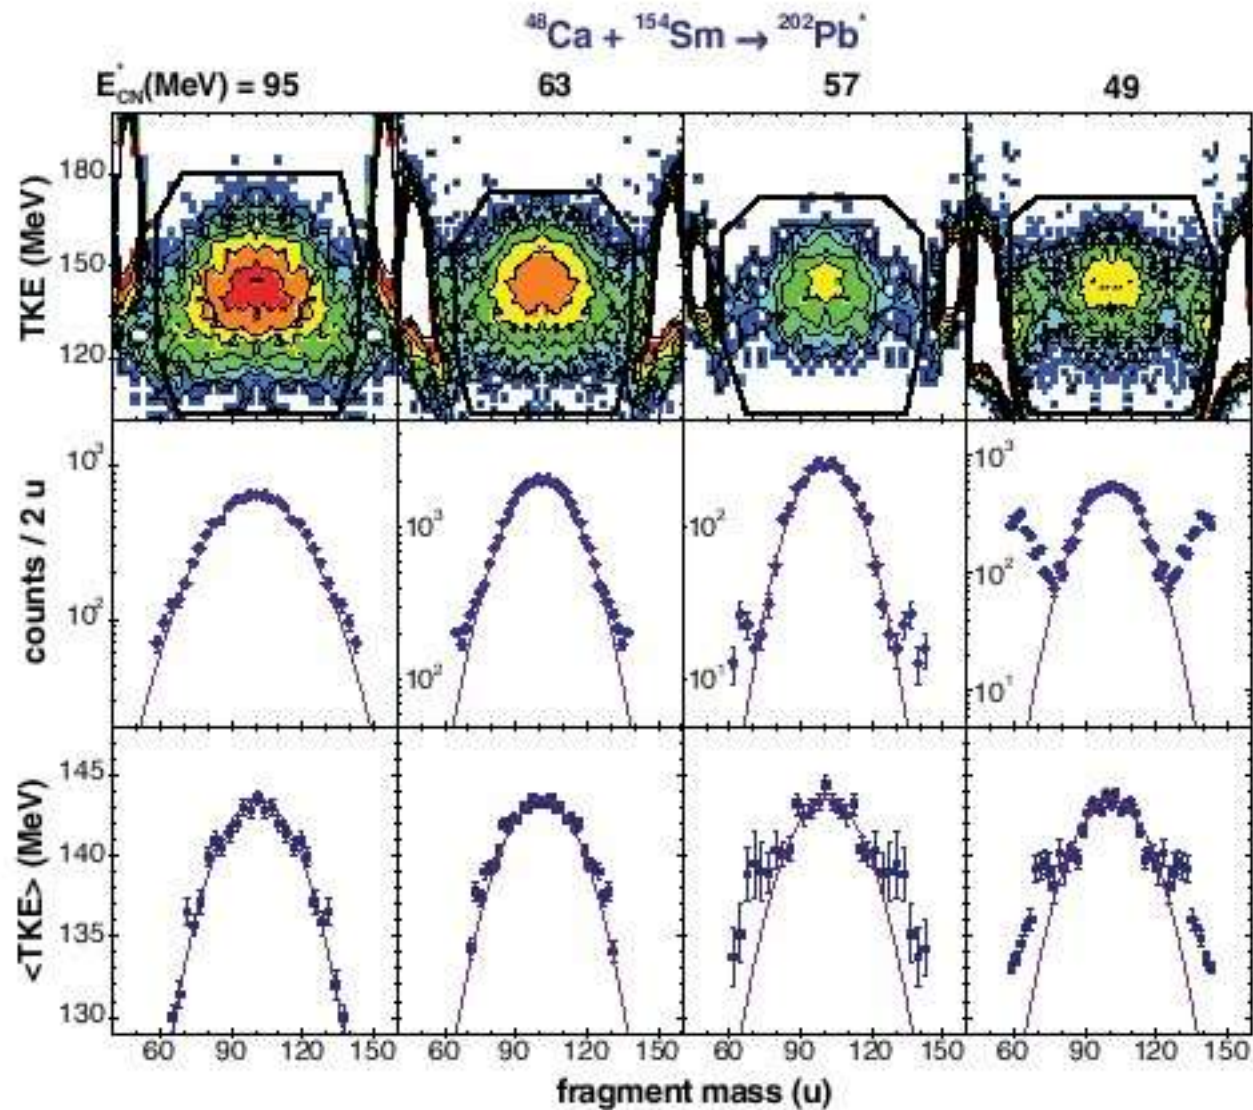 ⁴⁸Ca + ¹⁵⁴Sm → ²⁰²Pb*
E*CN(MeV) = 95 63 57 49
TKE (MeV)
180
150
120
counts / 2 u
10³
10²
10³
10²
10²
10¹
10³
10²
10¹
<TKE> (MeV)
145
140
135
130
60 90 120 150 60 90 120 150 60 90 120 150 60 90 120 150
fragment mass (u)